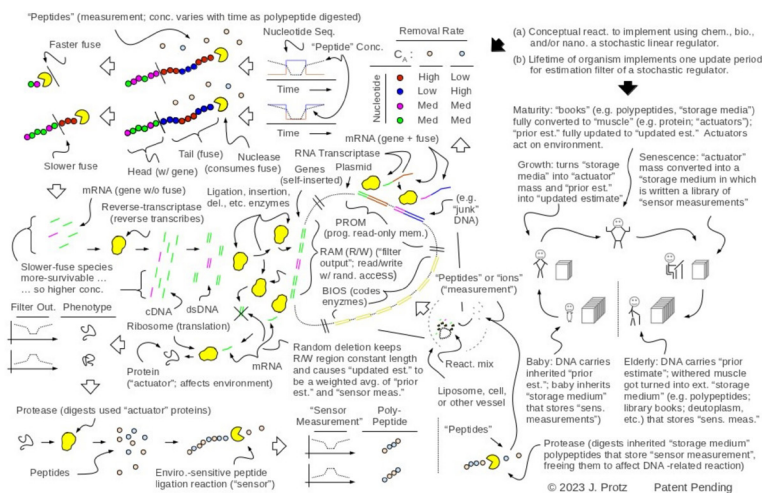 "Peptides" (measurement; conc. varies with time as polypeptide digested)
Faster fuse
Slower fuse
Head (w/ gene)
Tail (fuse)
Nuclease
(consumes fuse)
Nucleotide Seq.
"Peptide" Conc.
Time
Time
Removal Rate
C_A :
Nucleotide
High Low
Low High
Med Med
Med Med
(a) Conceptual react. to implement using chem., bio.,
and/or nano. a stochastic linear regulator.
(b) Lifetime of organism implements one update period
for estimation filter of a stochastic regulator.
Maturity: "books" (e.g. polypeptides, "storage media")
fully converted to "muscle" (e.g. protein; "actuators");
"prior est." fully updated to "updated est." Actuators
act on environment.
Growth: turns "storage
media" into "actuator"
mass and "prior est."
into "updated estimate"
Senescence: "actuator"
mass converted into a
"storage medium in which
is written a library of
"sensor measurements"
mRNA (gene + fuse)
RNA Transcriptase
Plasmid
Genes
(self-inserted)
(e.g.
"junk"
DNA)
PROM
(prog. read-only mem.)
RAM (R/W) ("filter
output"; read/write
w/ rand. access)
BIOS (codes
enyzmes)
mRNA (gene w/o fuse)
Reverse-transcriptase
(reverse transcribes)
Ligation, insertion,
del., etc. enzymes
Slower-fuse species
more-survivable ...
... so higher conc.
cDNA
dsDNA
Filter Out.
Phenotype
Ribosome (translation)
Protein
("actuator"; affects environment)
mRNA
Random deletion keeps
R/W region constant length
and causes "updated est." to
be a weighted avg. of "prior
est." and "sensor meas."
"Peptides" or "ions"
("measurement")
React. mix
Liposome, cell,
or other vessel
Baby: DNA carries
inherited "prior
est."; baby inherits
"storage medium"
that stores "sens.
measurements")
Elderly: DNA carries "prior
estimate"; withered muscle
got turned into ext. "storage
medium" (e.g. polypeptides;
library books; deutoplasm,
etc.) that stores "sens. meas."
Protease (digests used "actuator" proteins)
Peptides
Enviro.-sensitive peptide
ligation reaction ("sensor")
"Sensor
Measurement"
Poly-
Peptide
"Peptides"
Protease (digests inherited "storage medium"
polypeptides that store "sensor measurement",
freeing them to affect DNA -related reaction)
© 2023 J. Protz Patent Pending